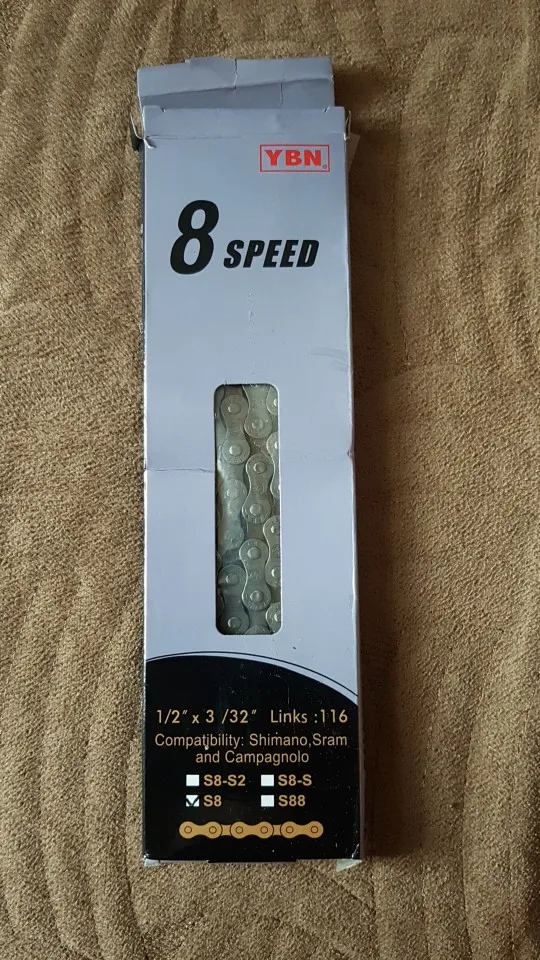 YBN
8 SPEED
1/2" x 3 /32" Links :116
Compatibility: Shimano,Sram
and Campagnolo
S8-S2 S8-S
S8 S88